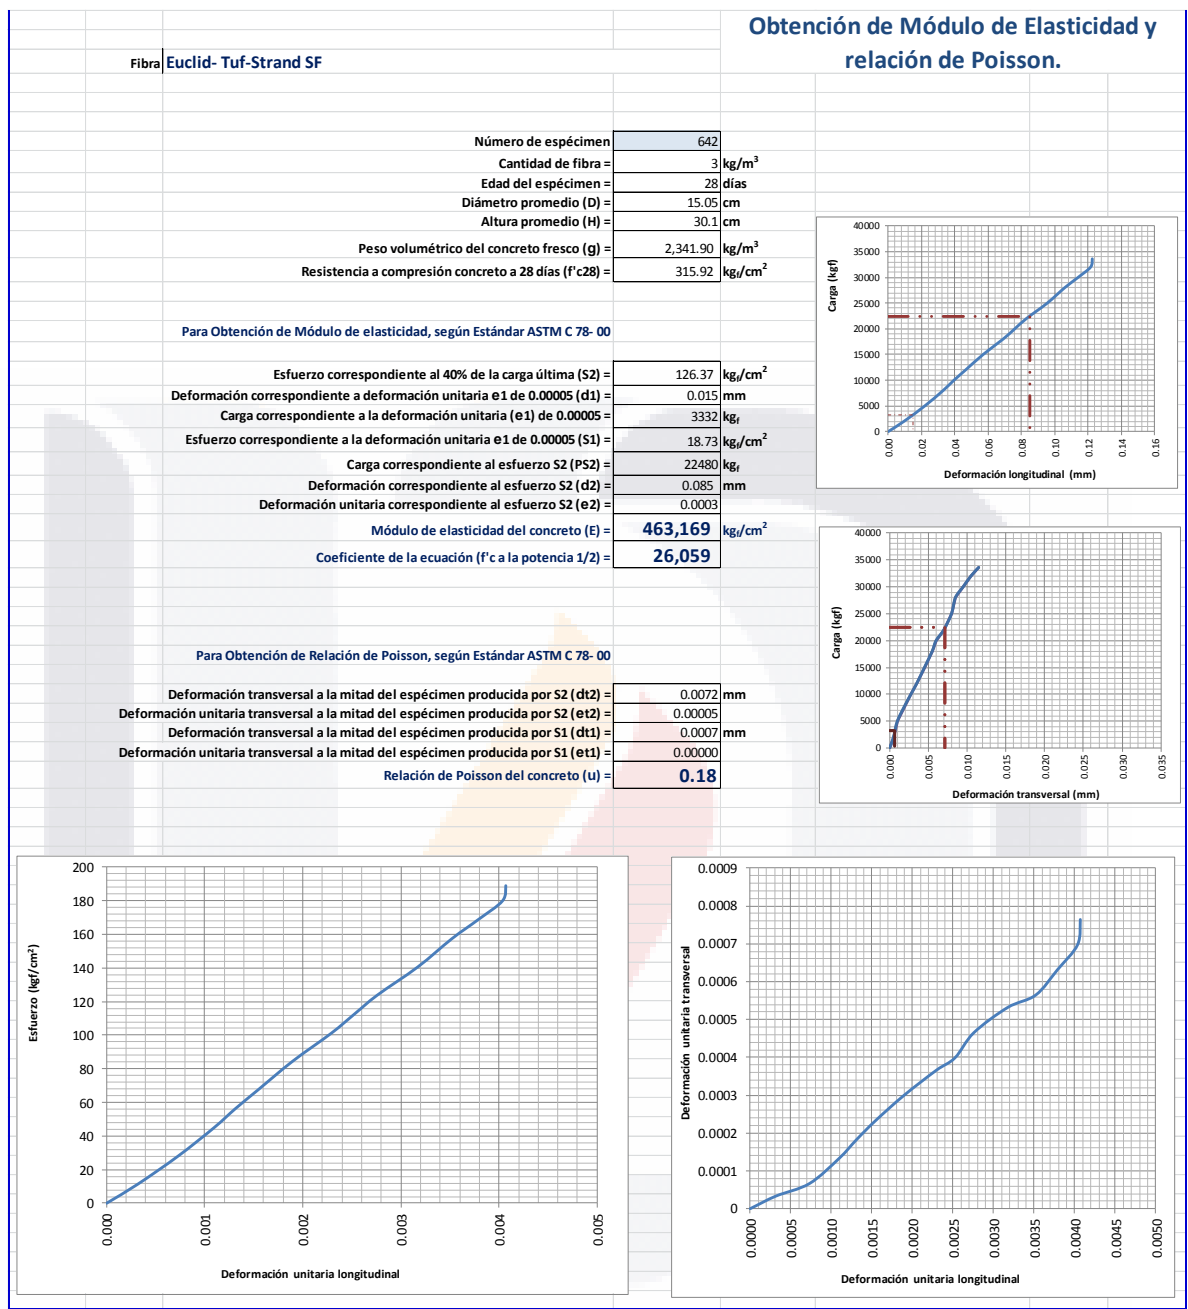 Obtención de Módulo de Elasticidad y
relación de Poisson.
Fibra Euclid- Tuf-Strand SF
Número de espécimen 642
Cantidad de fibra = 3 kg/m³
Edad del espécimen = 28 días
Diámetro promedio (D) = 15.05 cm
Altura promedio (H) = 30.1 cm
Peso volumétrico del concreto fresco (g) = 2,341.90 kg/m³
Resistencia a compresión concreto a 28 días (f'c28) = 315.92 kgf/cm²
Para Obtención de Módulo de elasticidad, según Estándar ASTM C 78- 00
Esfuerzo correspondiente al 40% de la carga última (S2) = 126.37 kgf/cm²
Deformación correspondiente a deformación unitaria e1 de 0.00005 (d1) = 0.015 mm
Carga correspondiente a la deformación unitaria (e1) de 0.00005 = 3332 kgf
Esfuerzo correspondiente a la deformación unitaria e1 de 0.00005 (S1) = 18.73 kgf/cm²
Carga correspondiente al esfuerzo S2 (PS2) = 22480 kgf
Deformación correspondiente al esfuerzo S2 (d2) = 0.085 mm
Deformación unitaria correspondiente al esfuerzo S2 (e2) = 0.0003
Módulo de elasticidad del concreto (E) = 463,169 kgf/cm²
Coeficiente de la ecuación (f'c a la potencia 1/2) = 26,059
Para Obtención de Relación de Poisson, según Estándar ASTM C 78- 00
Deformación transversal a la mitad del espécimen producida por S2 (dt2) = 0.0072 mm
Deformación unitaria transversal a la mitad del espécimen producida por S2 (et2) = 0.00005
Deformación transversal a la mitad del espécimen producida por S1 (dt1) = 0.0007 mm
Deformación unitaria transversal a la mitad del espécimen producida por S1 (et1) = 0.00000
Relación de Poisson del concreto (u) = 0.18
Carga (kgf)
40000
35000
30000
25000
20000
15000
10000
5000
0
0.00 0.02 0.04 0.06 0.08 0.10 0.12 0.14 0.16
Deformación longitudinal (mm)
Carga (kgf)
40000
35000
30000
25000
20000
15000
10000
5000
0
0.000 0.005 0.010 0.015 0.020 0.025 0.030 0.035
Deformación transversal (mm)
Esfuerzo (kgf/cm²)
200
180
160
140
120
100
80
60
40
20
0
0.000 0.001 0.002 0.003 0.004 0.005
Deformación unitaria longitudinal
Deformación unitaria transversal
0.0009
0.0008
0.0007
0.0006
0.0005
0.0004
0.0003
0.0002
0.0001
0
0.0000 0.0005 0.0010 0.0015 0.0020 0.0025 0.0030 0.0035 0.0040 0.0045 0.0050
Deformación unitaria longitudinal